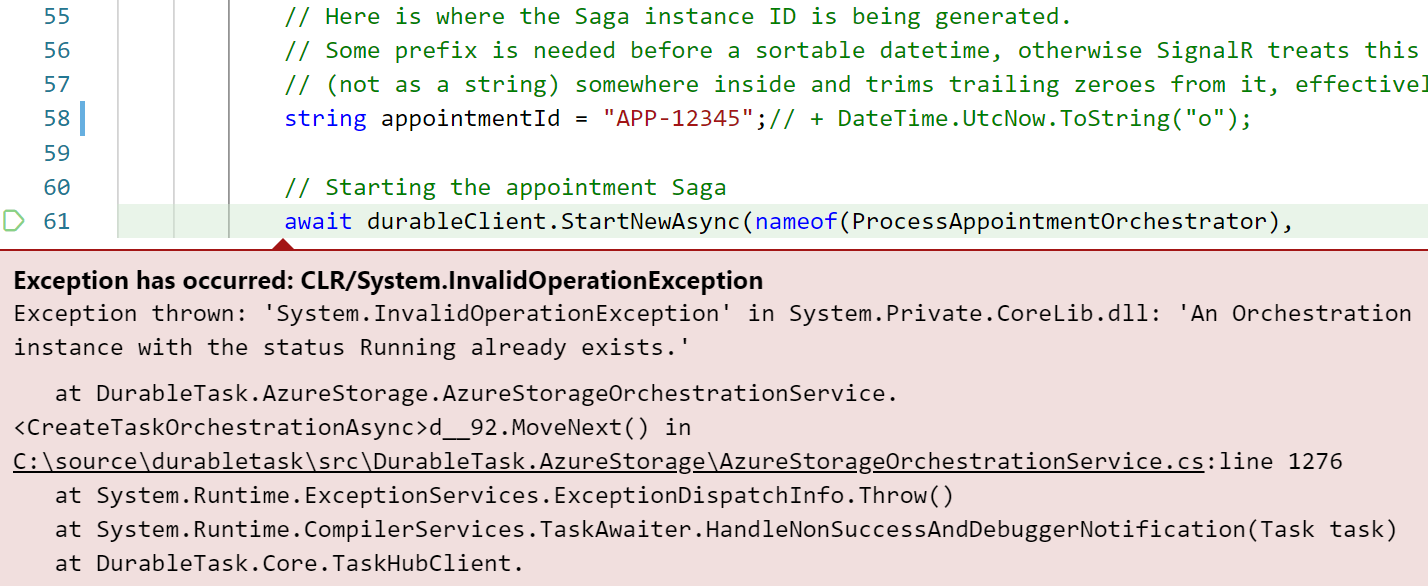 55 // Here is where the Saga instance ID is being generated.
56 // Some prefix is needed before a sortable datetime, otherwise SignalR treats this
57 // (not as a string) somewhere inside and trims trailing zeroes from it, effectivel
58 string appointmentId = "APP-12345";// + DateTime.UtcNow.ToString("o");
59
60 // Starting the appointment Saga
61 await durableClient.StartNewAsync(nameof(ProcessAppointmentOrchestrator),
Exception has occurred: CLR/System.InvalidOperationException
Exception thrown: 'System.InvalidOperationException' in System.Private.CoreLib.dll: 'An Orchestration
instance with the status Running already exists.'
at DurableTask.AzureStorage.AzureStorageOrchestrationService.
<CreateTaskOrchestrationAsync>d__92.MoveNext() in
C:\source\durabletask\src\DurableTask.AzureStorage\AzureStorageOrchestrationService.cs:line 1276
at System.Runtime.ExceptionServices.ExceptionDispatchInfo.Throw()
at System.Runtime.CompilerServices.TaskAwaiter.HandleNonSuccessAndDebuggerNotification(Task task)
at DurableTask.Core.TaskHubClient.